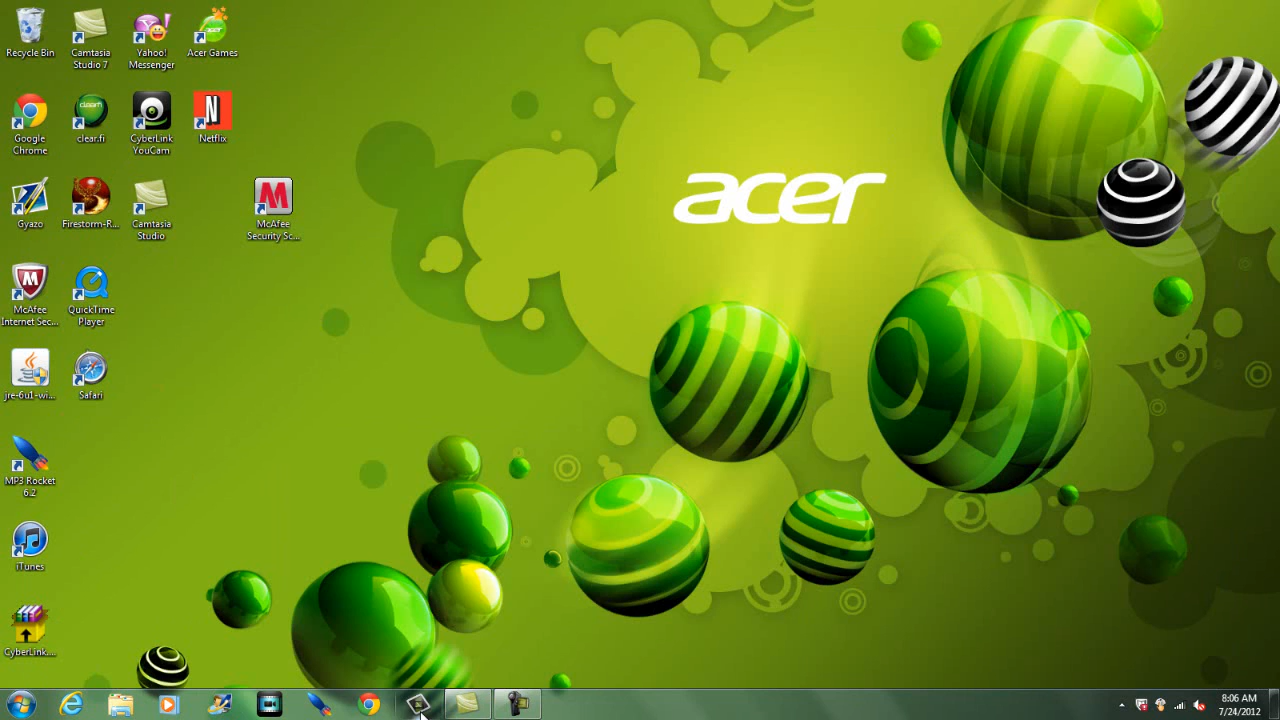 Recycle Bin
Camtasia
Studio 7
Yahoo!
Messenger
Acer Games
Google
Chrome
clear.fi
CyberLink
YouCam
Netflix
Gyazo
Firestorm-R...
Camtasia
Studio
McAfee
Security Sc...
McAfee
Internet Sec...
QuickTime
Player
jre-6u1-wi...
Safari
MP3 Rocket
6.2
iTunes
CyberLink....
acer
8:06 AM
7/24/2012